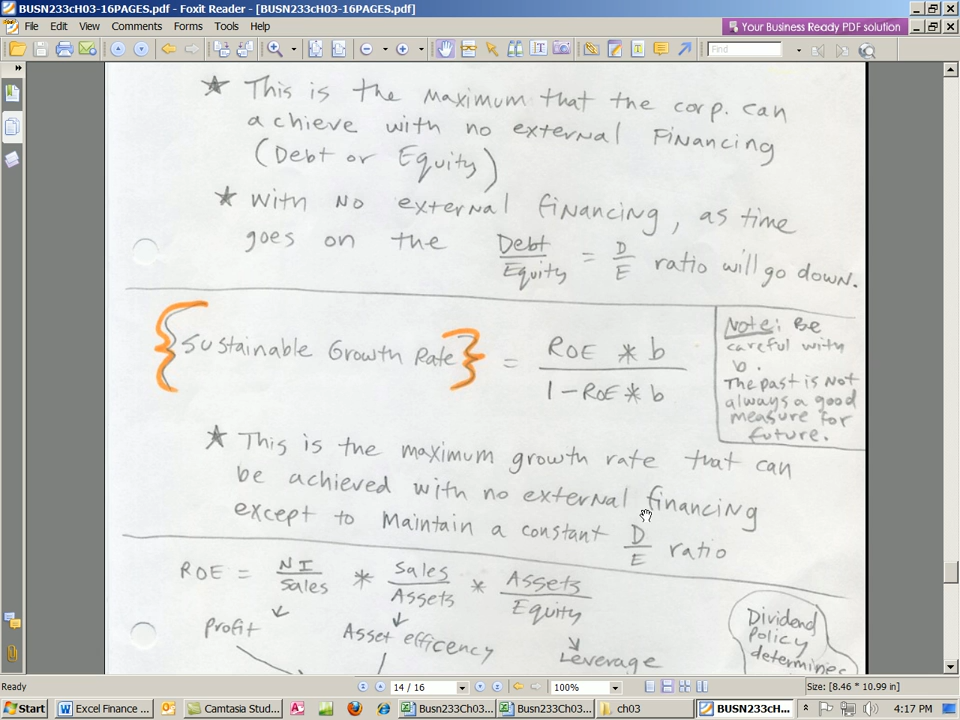 BUSN233cH03-16PAGES.pdf - Foxit Reader - [BUSN233cH03-16PAGES.pdf]
File Edit View Comments Forms Tools Help
Your Business Ready PDF solution
Find
★ This is the maximum that the corp. can
achieve with no external Financing
(Debt or Equity)
★ With no external financing, as time
goes on the Debt/Equity = D/E ratio will go down.
{Sustainable Growth Rate} = ROE * b / 1 - ROE * b
Note: Be
careful with
b.
The past is not
always a good
measure for
future.
★ This is the maximum growth rate that can
be achieved with no external financing
except to Maintain a constant D/E ratio
ROE = NI/Sales * Sales/Assets * Assets/Equity
Profit
Asset efficency
Leverage
Dividend
Policy
determines
Ready
14 / 16
100%
Size: [8.46 * 10.99 in]
Start
Excel Finance ...
Camtasia Stud...
Busn233Ch03...
Busn233Ch03...
ch03
BUSN233cH...
4:17 PM